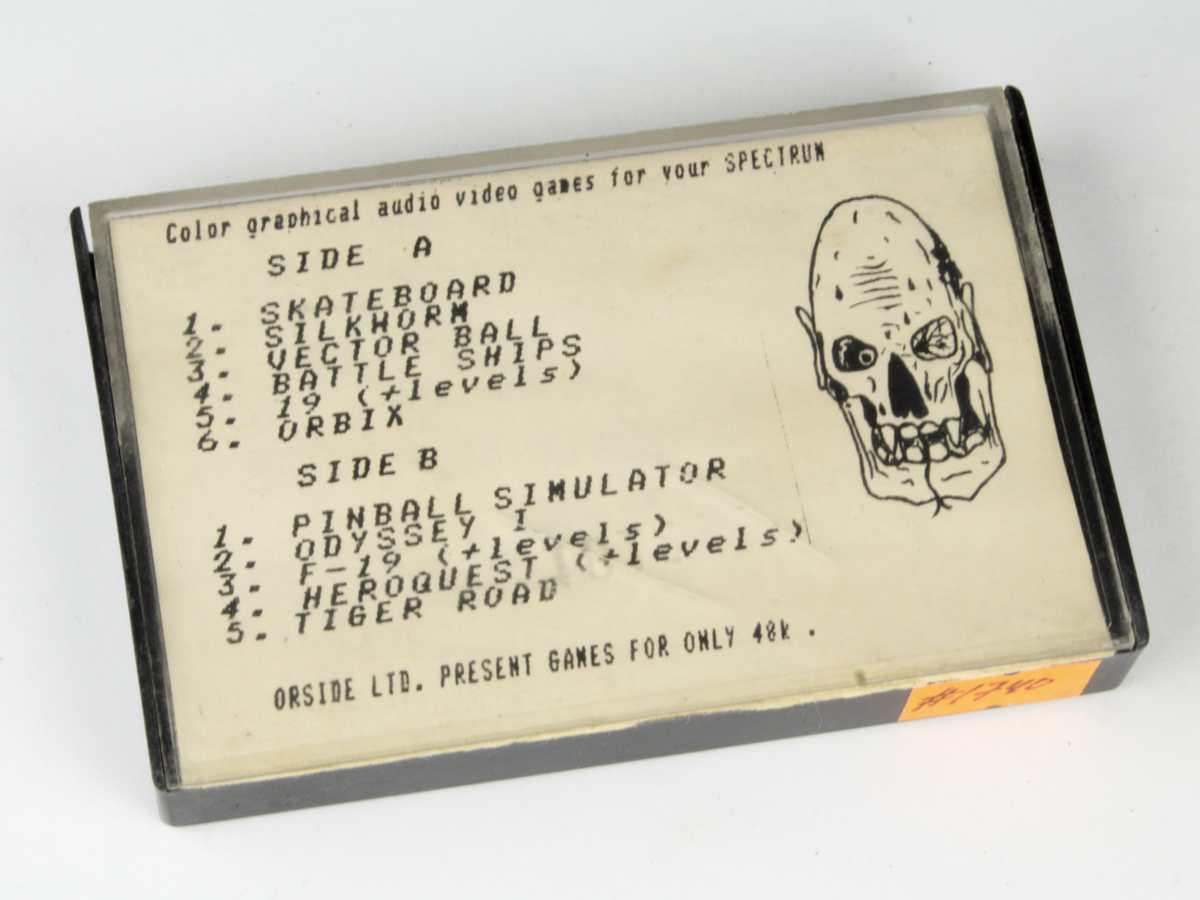 Color graphical audio video games for your SPECTRUM
SIDE A
1. SKATEBOARD
2. SILKWORM
3. VECTOR BALL
4. BATTLE SHIPS
5. 19 (+levels)
6. ORBIX
SIDE B
1. PINBALL SIMULATOR
2. ODYSSEY I
3. F-19 (+levels)
4. HEROQUEST (+levels)
5. TIGER ROAD
ORSIDE LTD. PRESENT GAMES FOR ONLY 48k .